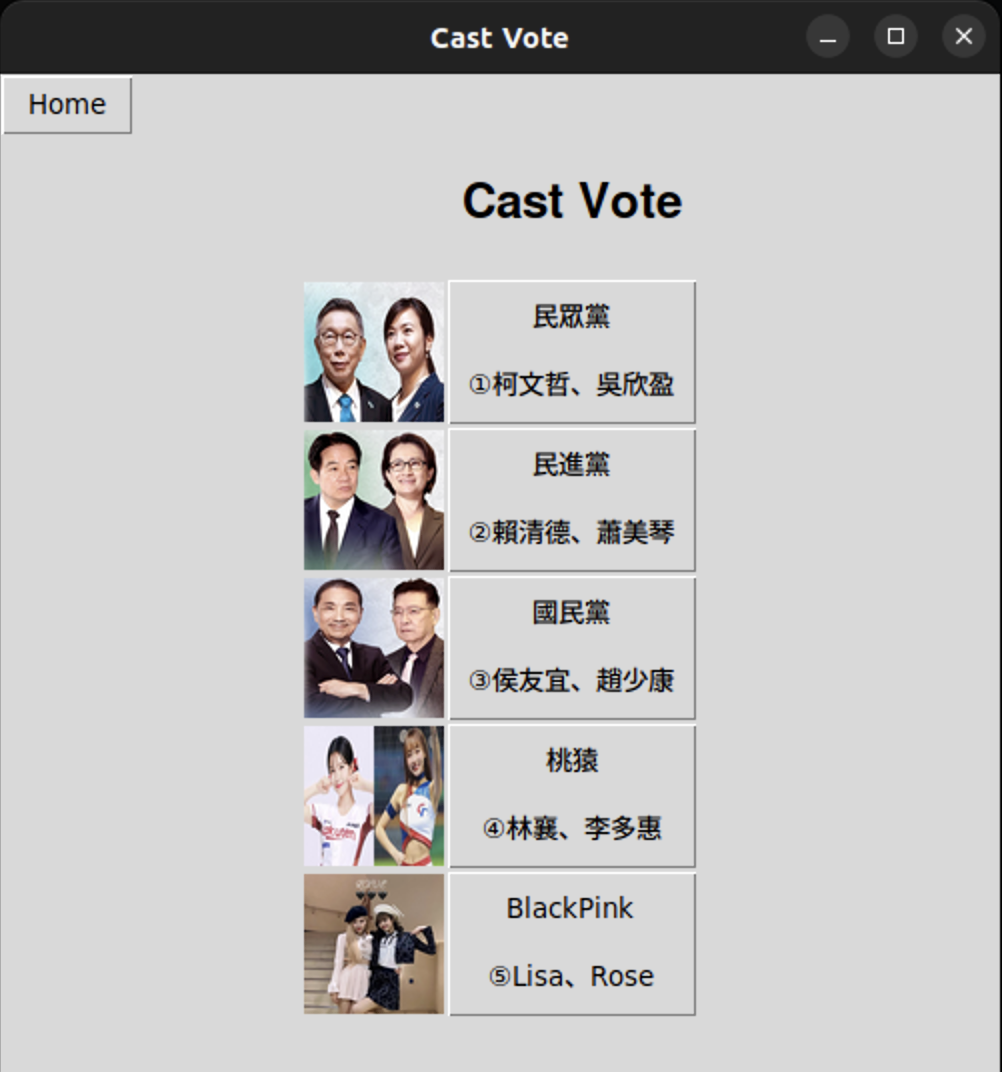 Cast Vote
Home
Cast Vote
民眾黨
①柯文哲、吳欣盈
民進黨
②賴清德、蕭美琴
國民黨
③侯友宜、趙少康
桃猿
④林襄、李多惠
BlackPink
⑤Lisa、Rose